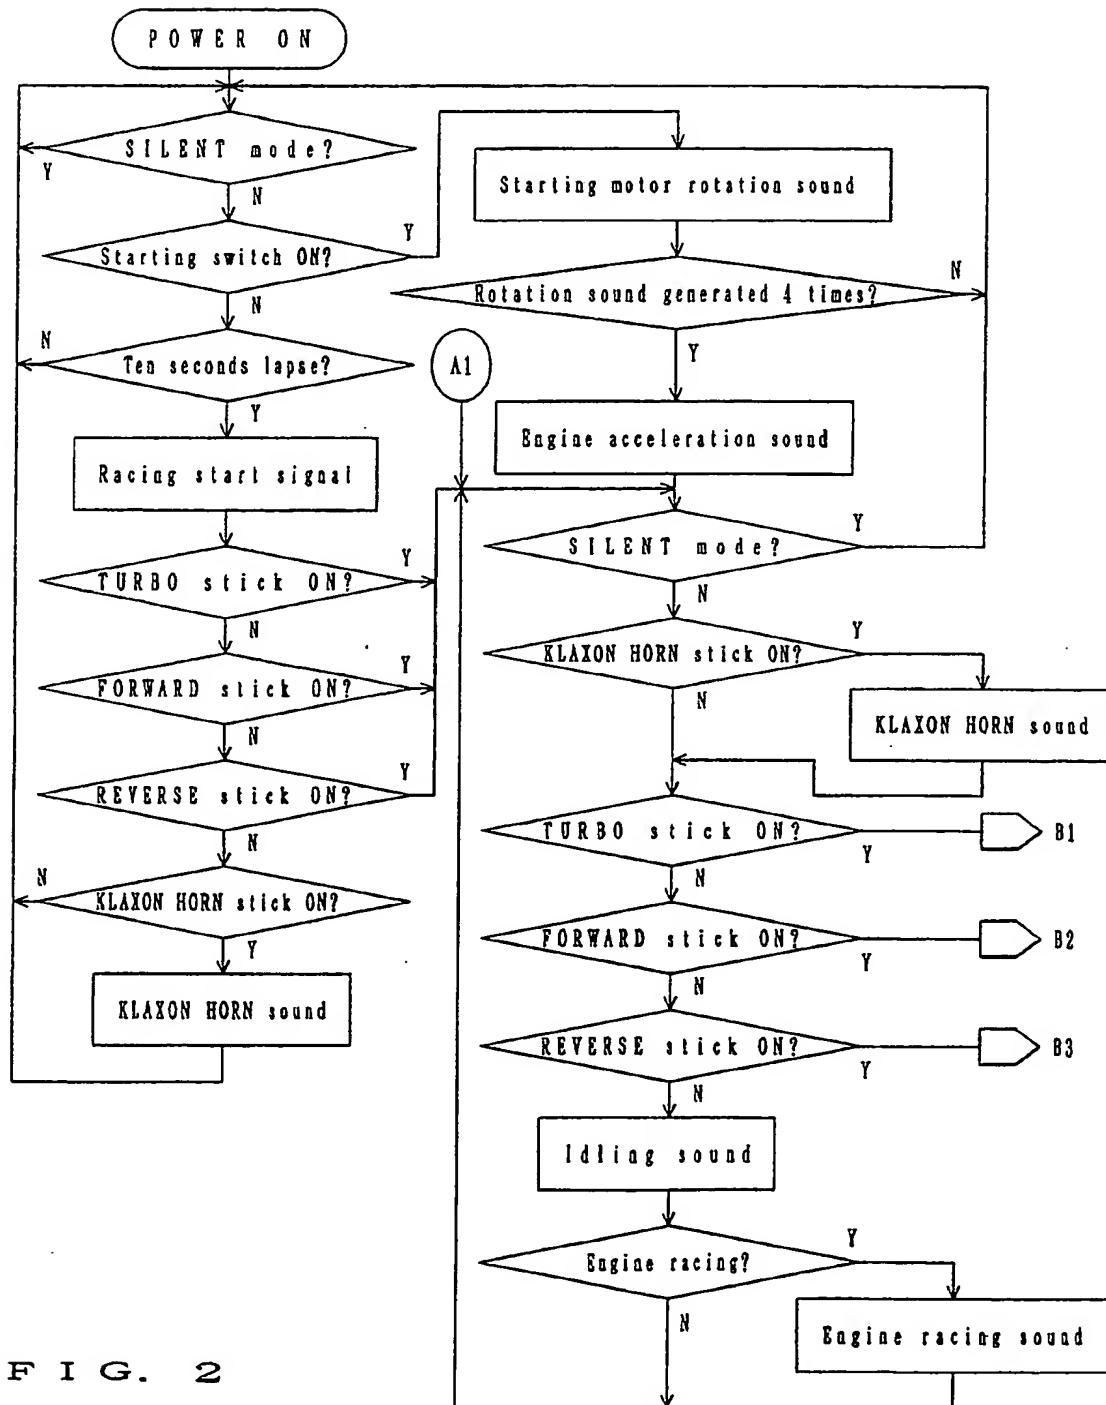 POWER ON
SILENT mode?
Y
N
Starting switch ON?
Y
N
Ten seconds lapse?
N
Y
Racing start signal
TURBO stick ON?
Y
N
FORWARD stick ON?
Y
N
REVERSE stick ON?
Y
N
KLAXON HORN stick ON?
N
Y
KLAXON HORN sound
Starting motor rotation sound
Rotation sound generated 4 times?
N
Y
A1
Engine acceleration sound
SILENT mode?
Y
N
KLAXON HORN stick ON?
Y
N
KLAXON HORN sound
TURBO stick ON?
Y
B1
N
FORWARD stick ON?
Y
B2
N
REVERSE stick ON?
Y
B3
N
Idling sound
Engine racing?
Y
N
Engine racing sound
FIG. 2